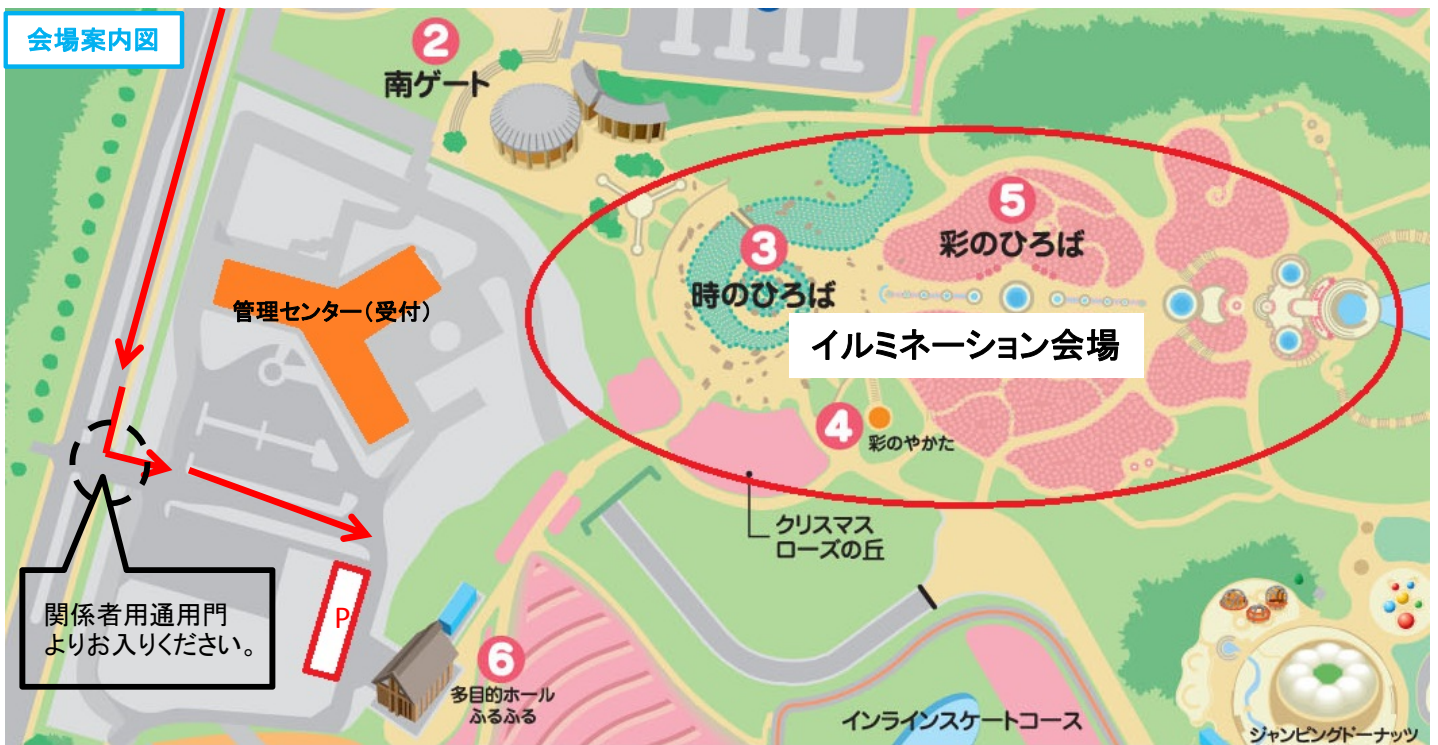 会場案内図
2
南ゲート
管理センター（受付）
3
時のひろば
5
彩のひろば
イルミネーション会場
4
彩のやかた
クリスマス
ローズの丘
関係者用通用門
よりお入りください。
P
6
多目的ホール
ふるふる
インラインスケートコース
ジャンピングドーナッツ